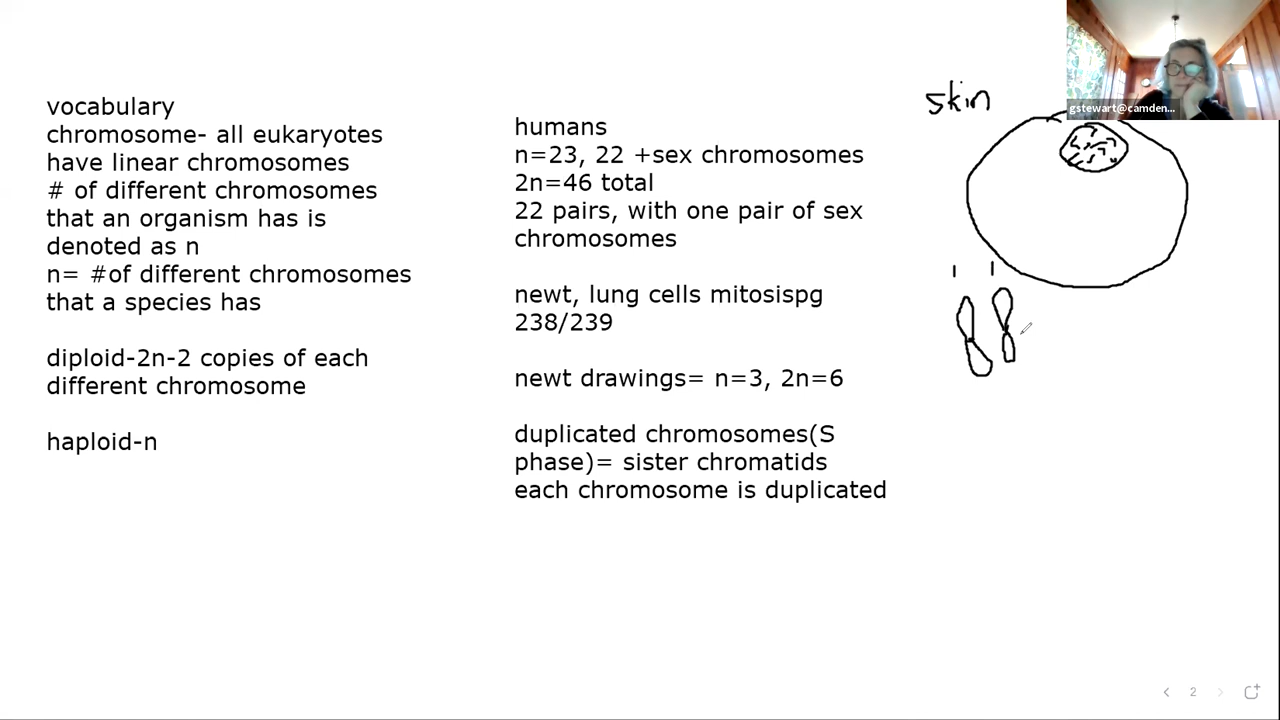 vocabulary
chromosome- all eukaryotes
have linear chromosomes
# of different chromosomes
that an organism has is
denoted as n
n= #of different chromosomes
that a species has
diploid-2n-2 copies of each
different chromosome
haploid-n
humans
n=23, 22 +sex chromosomes
2n=46 total
22 pairs, with one pair of sex
chromosomes
newt, lung cells mitosispg
238/239
newt drawings= n=3, 2n=6
duplicated chromosomes(S
phase)= sister chromatids
each chromosome is duplicated
skin
gstewart@camden...
1 1
2